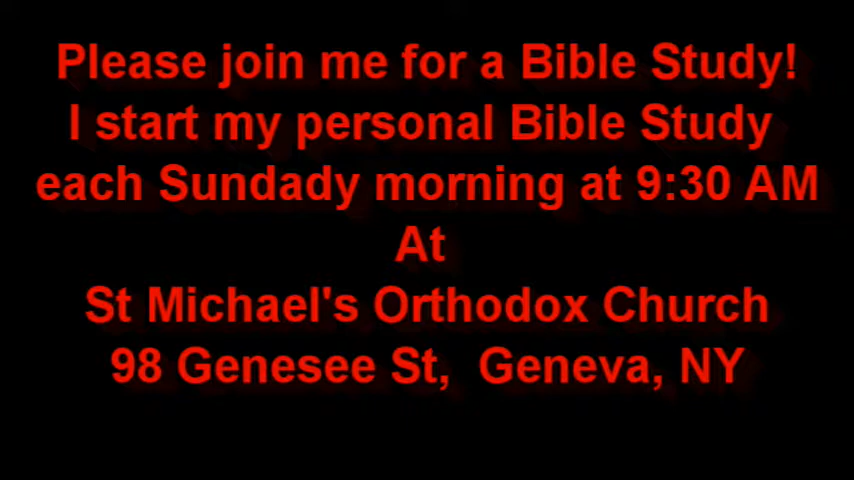 Please join me for a Bible Study!
I start my personal Bible Study
each Sundady morning at 9:30 AM
At
St Michael's Orthodox Church
98 Genesee St, Geneva, NY